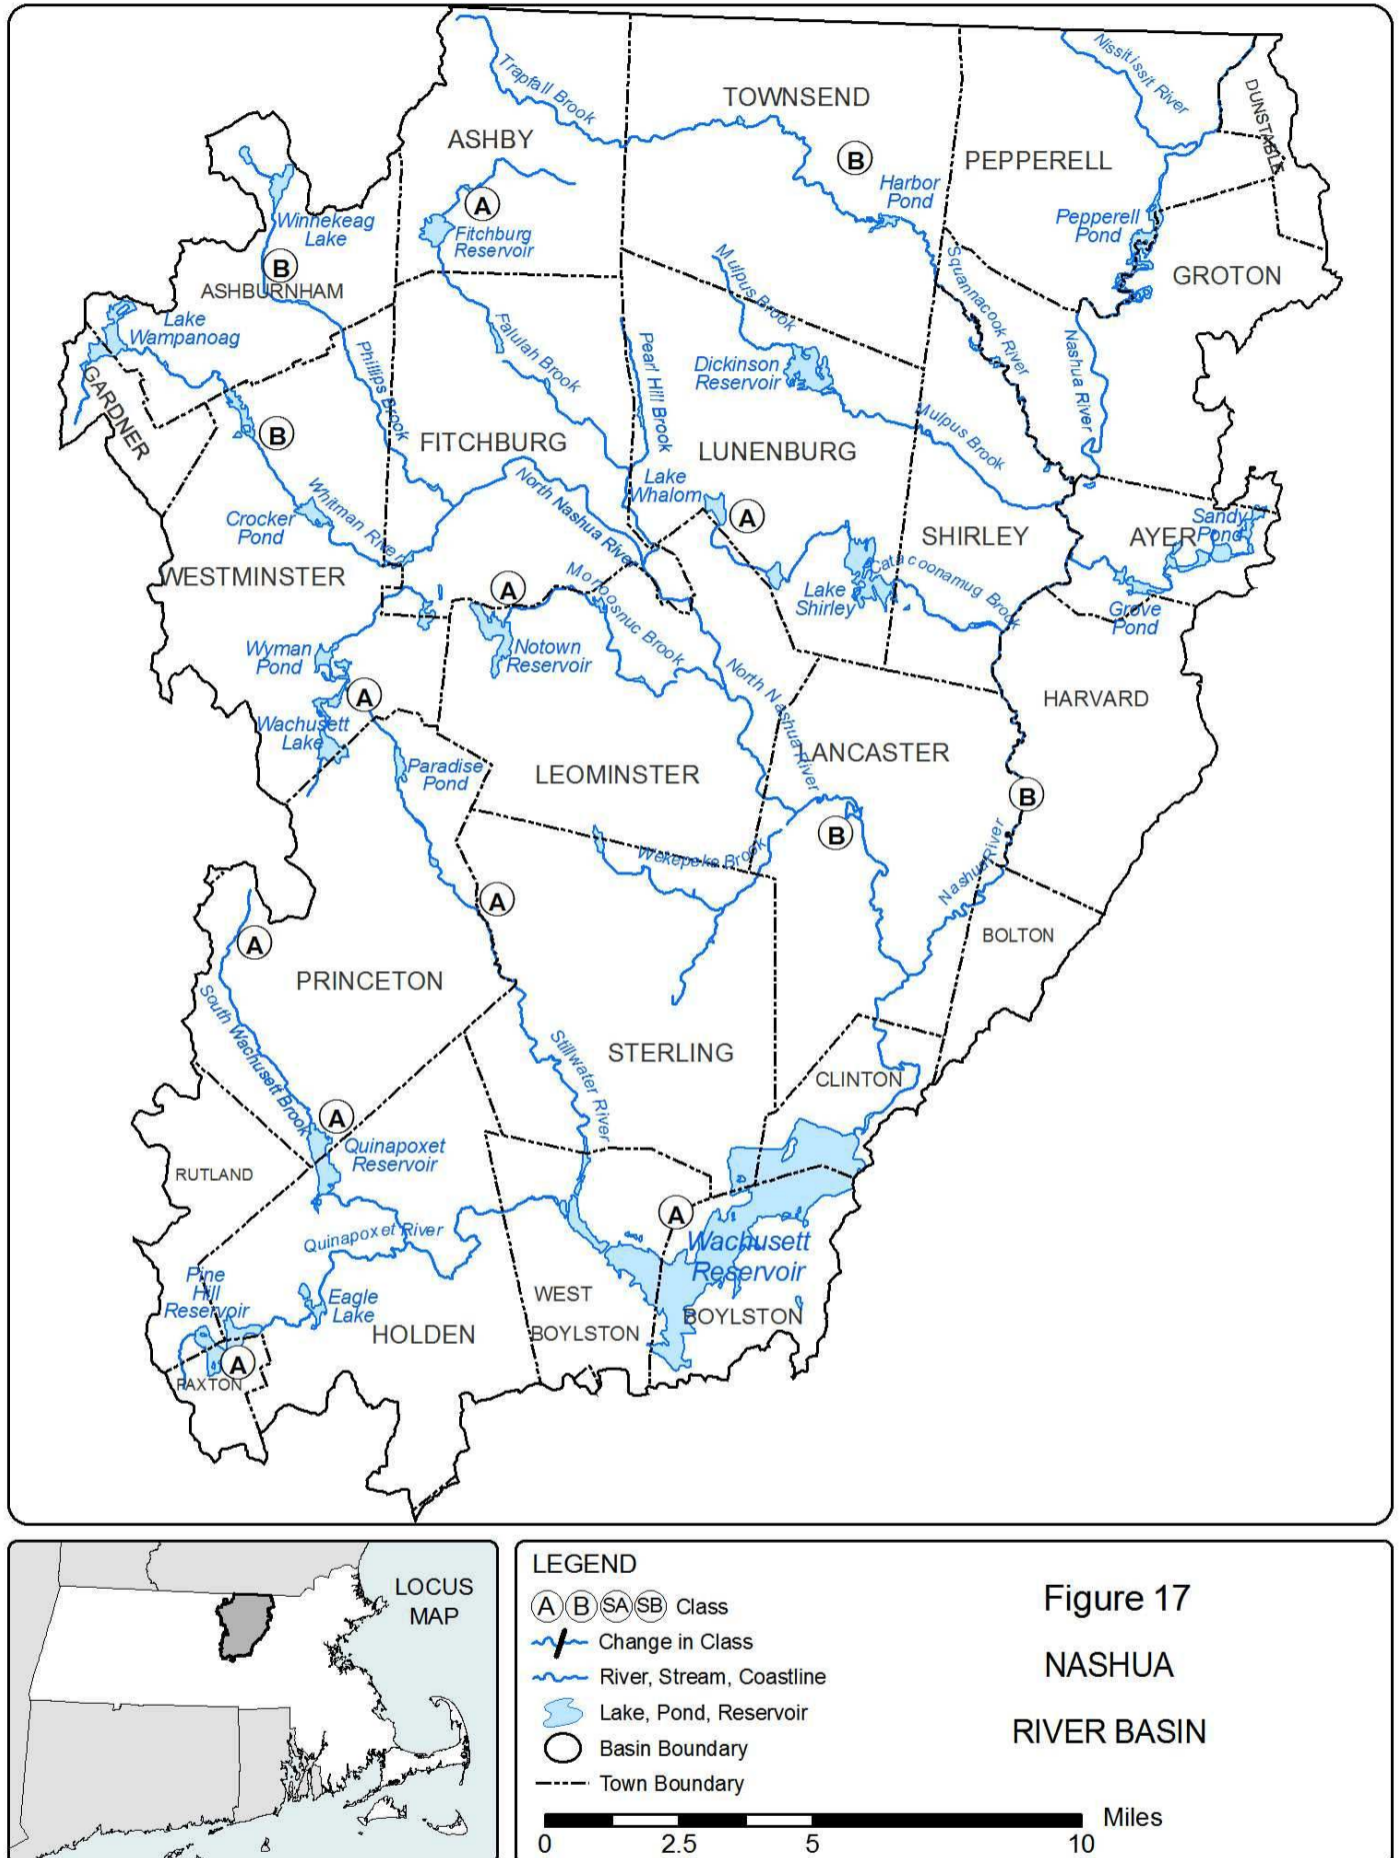 Nissitissit River
Trapfall Brook
TOWNSEND
DUNSTABLE
ASHBY
B
PEPPERELL
Harbor
Pond
A
Pepperell
Pond
Winnekeag
Lake
Fitchburg
Reservoir
B
ASHBURNHAM
Mulpus Brook
Squannacook River
GROTON
Lake
Wampanoag
Falulah Brook
Pearl Hill Brook
Dickinson
Reservoir
Nashua River
Phillips Brook
GARDNER
B
FITCHBURG
LUNENBURG
Mulpus Brook
Lake
Whalom
A
North Nashua River
Whitman River
Crocker
Pond
SHIRLEY
AYER
Sandy
Pond
WESTMINSTER
A
Monoosnuc Brook
Lake
Shirley
Catacoonamug Brook
Grove
Pond
Wyman
Pond
Notown
Reservoir
A
North Nashua River
HARVARD
Wachusett
Lake
Paradise
Pond
LEOMINSTER
LANCASTER
B
B
Wekepeke Brook
Nashua River
A
A
BOLTON
PRINCETON
South Wachusett Brook
Stillwater River
STERLING
CLINTON
A
Quinapoxet
Reservoir
RUTLAND
A
Quinapoxet River
Wachusett
Reservoir
Pine
Hill
Reservoir
Eagle
Lake
WEST
BOYLSTON
BOYLSTON
HOLDEN
A
PAXTON
LOCUS
MAP
LEGEND
A B SA SB Class
Change in Class
River, Stream, Coastline
Lake, Pond, Reservoir
Basin Boundary
Town Boundary
Miles
0 2.5 5 10
Figure 17
NASHUA
RIVER BASIN